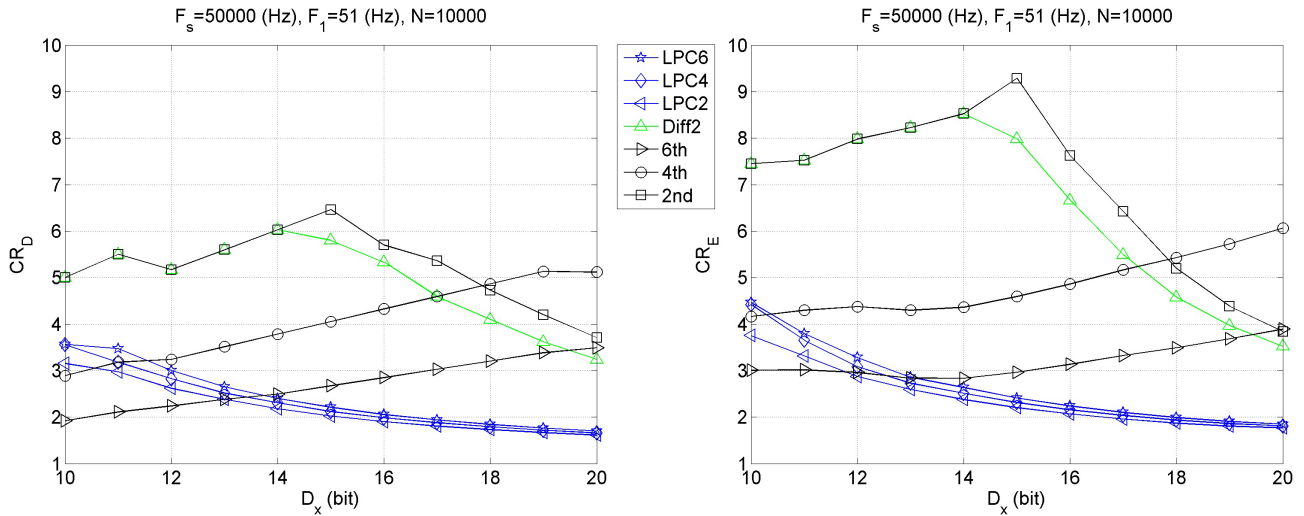 F_s=50000 (Hz), F_1=51 (Hz), N=10000
10
9
8
7
6
5
4
3
2
1
CR_D
10
12
14
16
18
20
D_x (bit)
LPC6
LPC4
LPC2
Diff2
6th
4th
2nd
F_s=50000 (Hz), F_1=51 (Hz), N=10000
10
9
8
7
6
5
4
3
2
1
CR_E
10
12
14
16
18
20
D_x (bit)